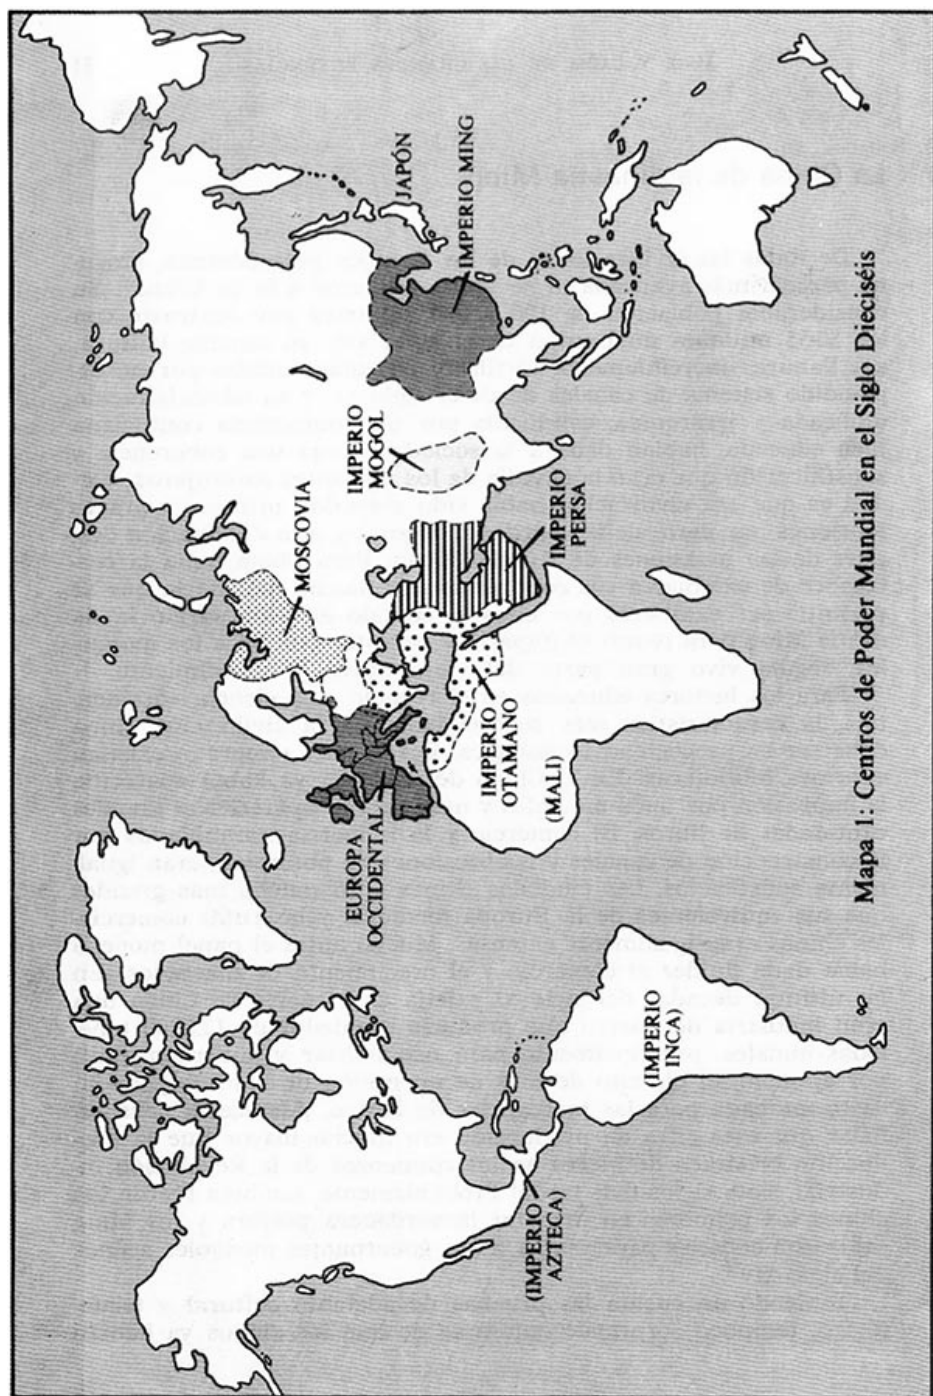 EUROPA
OCCIDENTAL
MOSCOVIA
IMPERIO
MOGOL
JAPÓN
IMPERIO MING
IMPERIO
PERSA
IMPERIO
OTAMANO
(MALI)
(IMPERIO
AZTECA)
(IMPERIO
INCA)
Mapa 1: Centros de Poder Mundial en el Siglo Dieciséis